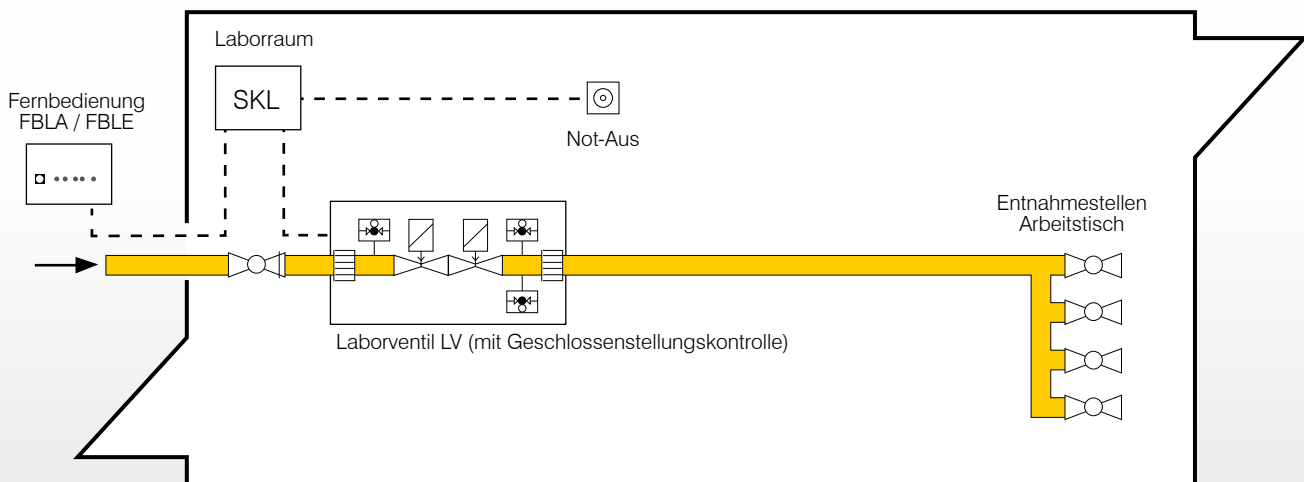 Laborraum
SKL
Fernbedienung
FBLA / FBLE
Not-Aus
Entnahmestellen
Arbeitstisch
Laborventil LV (mit Geschlossenstellungskontrolle)